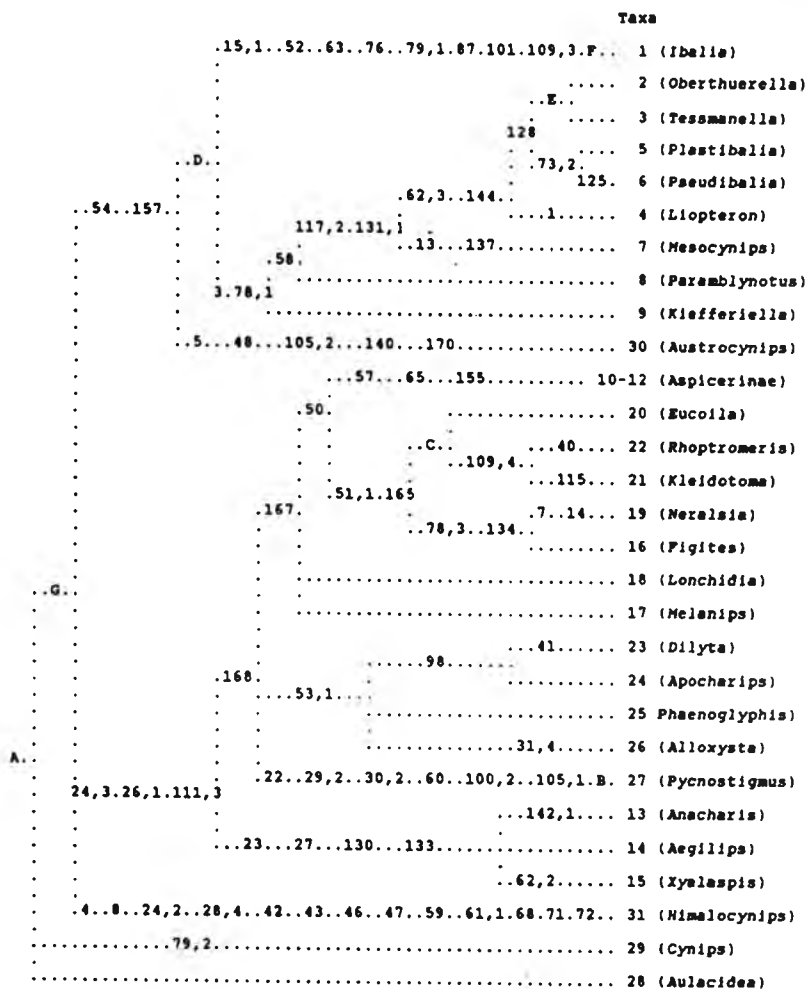 Taxa
.15,1..52..63..76..79,1.87.101.109,3.F.. 1 (Ibalia)
..... 2 (Oberthuerella)
..E..
..... 3 (Tessmanella)
128
..... 5 (Plastibalia)
..D. .73,2.
125. 6 (Pseudibalia)
.62,3..144..
..54..157.. ...1..... 4 (Liopteron)
117,2.131,1
..13...137............ 7 (Mesocynips)
.58.
............ 8 (Paramblynotus)
3.78,1
............ 9 (Kiefferiella)
..5...48...105,2...140...170............ 30 (Austrocynips)
...57...65...155......... 10-12 (Aspicerinae)
.50.
............ 20 (Eucoila)
..C.. ...40.... 22 (Rhoptromeris)
..109,4..
...115... 21 (Kleidotoma)
.51,1.165
.167. .7..14... 19 (Neralsia)
..78,3..134..
......... 16 (Figites)
............ 18 (Lonchidia)
..G.
............ 17 (Melanips)
...41...... 23 (Dilyta)
......98......
.168. ......... 24 (Apocharips)
....53,1....
............ 25 Phaenoglyphis)
............31,4...... 26 (Alloxysta)
A.
.22..29,2..30,2..60..100,2..105,1.B. 27 (Pycnostigmus)
24,3.26,1.111,3
...142,1.... 13 (Anacharis)
...23...27...130...133............ 14 (Aegilips)
..62,2...... 15 (Xyalaspis)
.4..8..24,2..28,4..42..43..46..47..59..61,1.68.71.72.. 31 (Himalocynips)
............79,2............ 29 (Cynips)
............ 28 (Aulacidea)